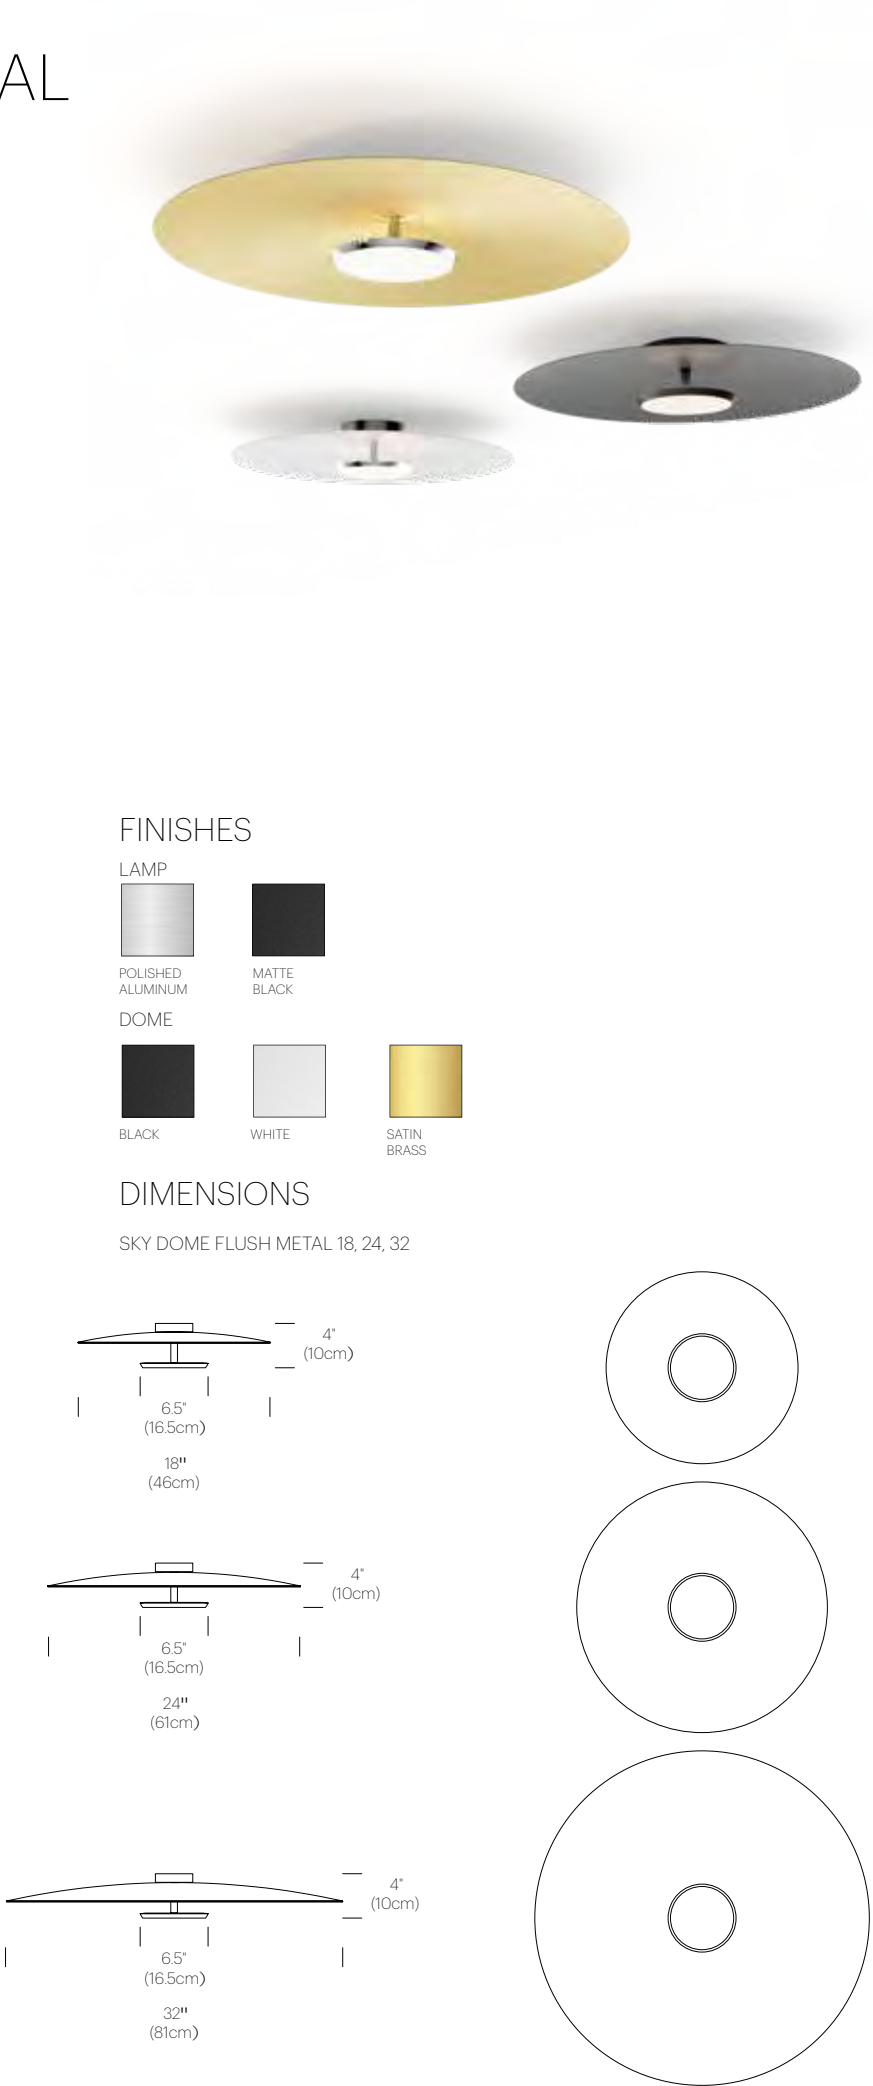 AL
FINISHES
LAMP
POLISHED
ALUMINUM
MATTE
BLACK
DOME
BLACK
WHITE
SATIN
BRASS
DIMENSIONS
SKY DOME FLUSH METAL 18, 24, 32
4"
(10cm)
6.5"
(16.5cm)
18"
(46cm)
4"
(10cm)
6.5"
(16.5cm)
24"
(61cm)
4"
(10cm)
6.5"
(16.5cm)
32"
(81cm)